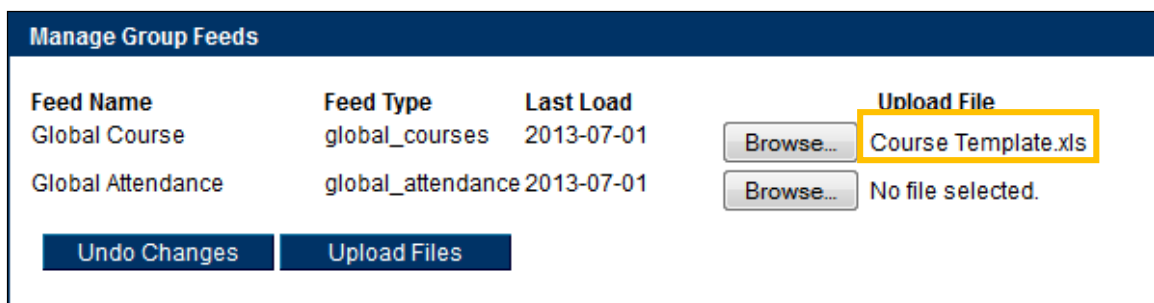 Manage Group Feeds
Feed Name Feed Type Last Load Upload File
Global Course global_courses 2013-07-01 Browse... Course Template.xls
Global Attendance global_attendance 2013-07-01 Browse... No file selected.
Undo Changes Upload Files